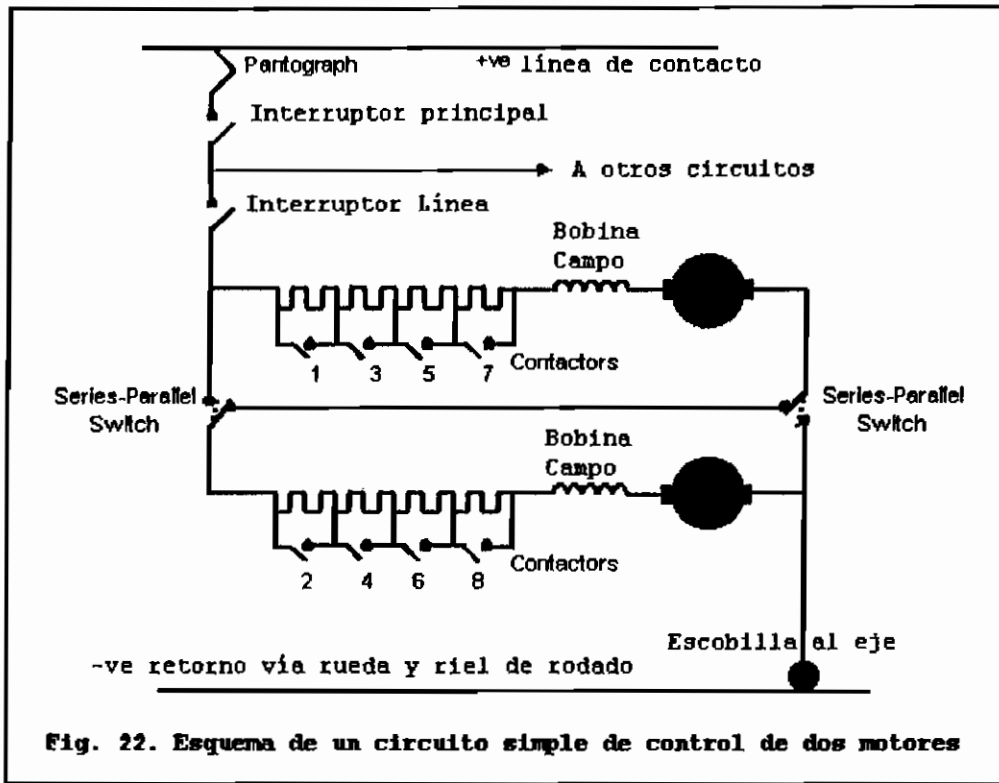 Pantograph
+ve línea de contacto
Interruptor principal
A otros circuitos
Interruptor Línea
Bobina
Campo
1 3 5 7
Contactors
Series-Parallel
Switch
Series-Parallel
Switch
Bobina
Campo
2 4 6 8
Contactors
Escobilla al eje
-ve retorno vía rueda y riel de rodado
Fig. 22. Esquema de un circuito simple de control de dos motores